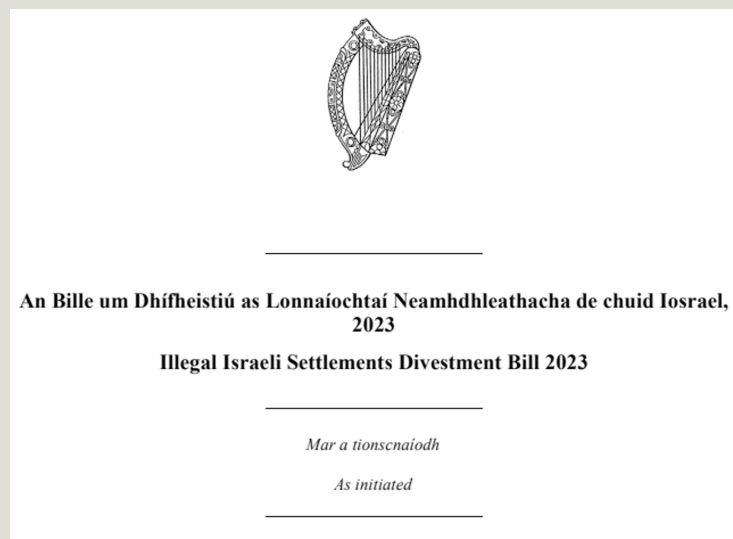 An Bille um Dhífheistiú as Lonnaíochtaí Neamhdhleathacha de chuid Iosrael,
2023
Illegal Israeli Settlements Divestment Bill 2023
Mar a tionscnaíodh
As initiated